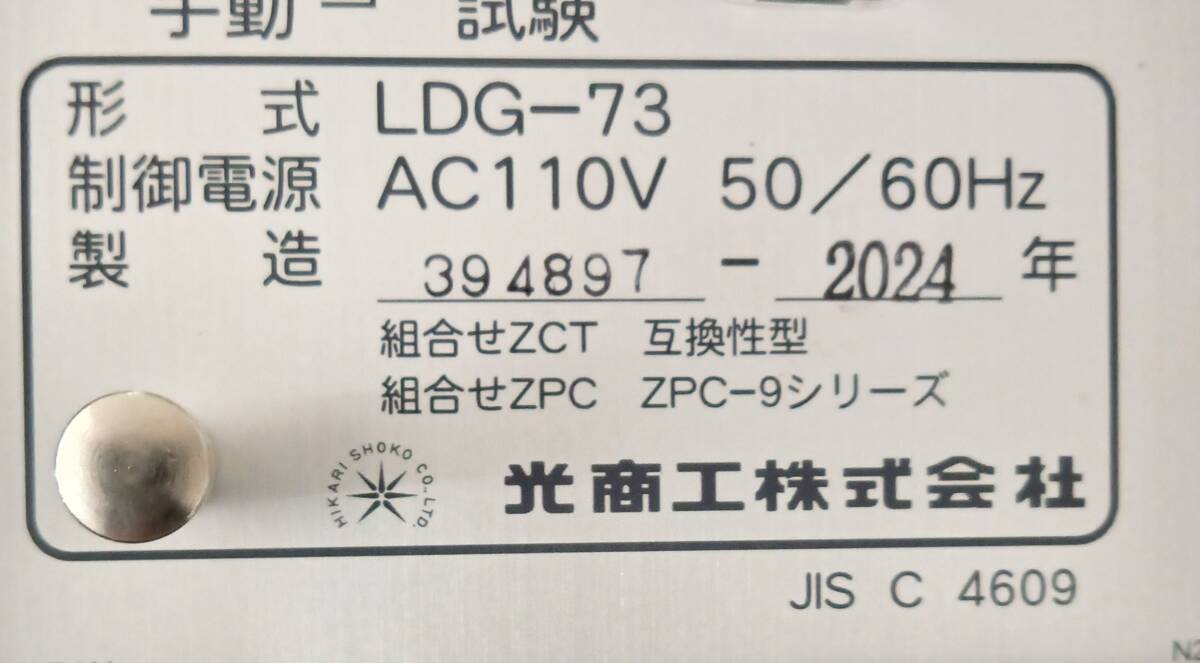 手動 試験
形 式 LDG-73
制御電源 AC110V 50/60Hz
製 造 394897 - 2024 年
組合せZCT 互換性型
組合せZPC ZPC-9シリーズ
HIKARI SHOKO CO-LTD.
光商工株式会社
JIS C 4609